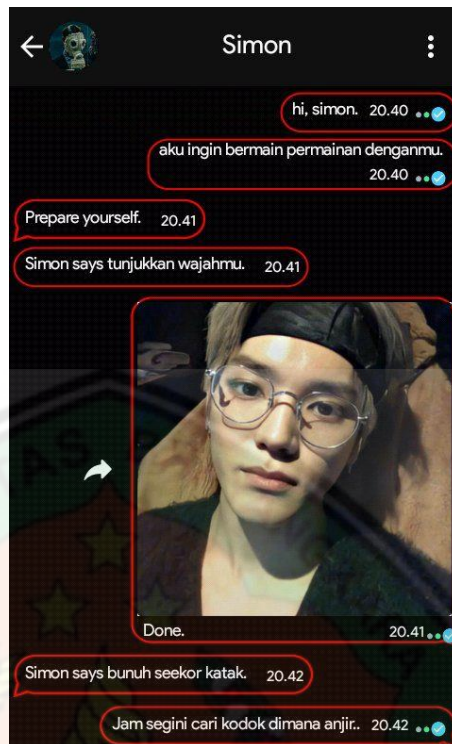 Simon
hi, simon. 20.40
aku ingin bermain permainan denganmu.
20.40
Prepare yourself. 20.41
Simon says tunjukkan wajahmu. 20.41
Done. 20.41
Simon says bunuh seekor katak. 20.42
Jam segini cari kodok dimana anjir.. 20.42